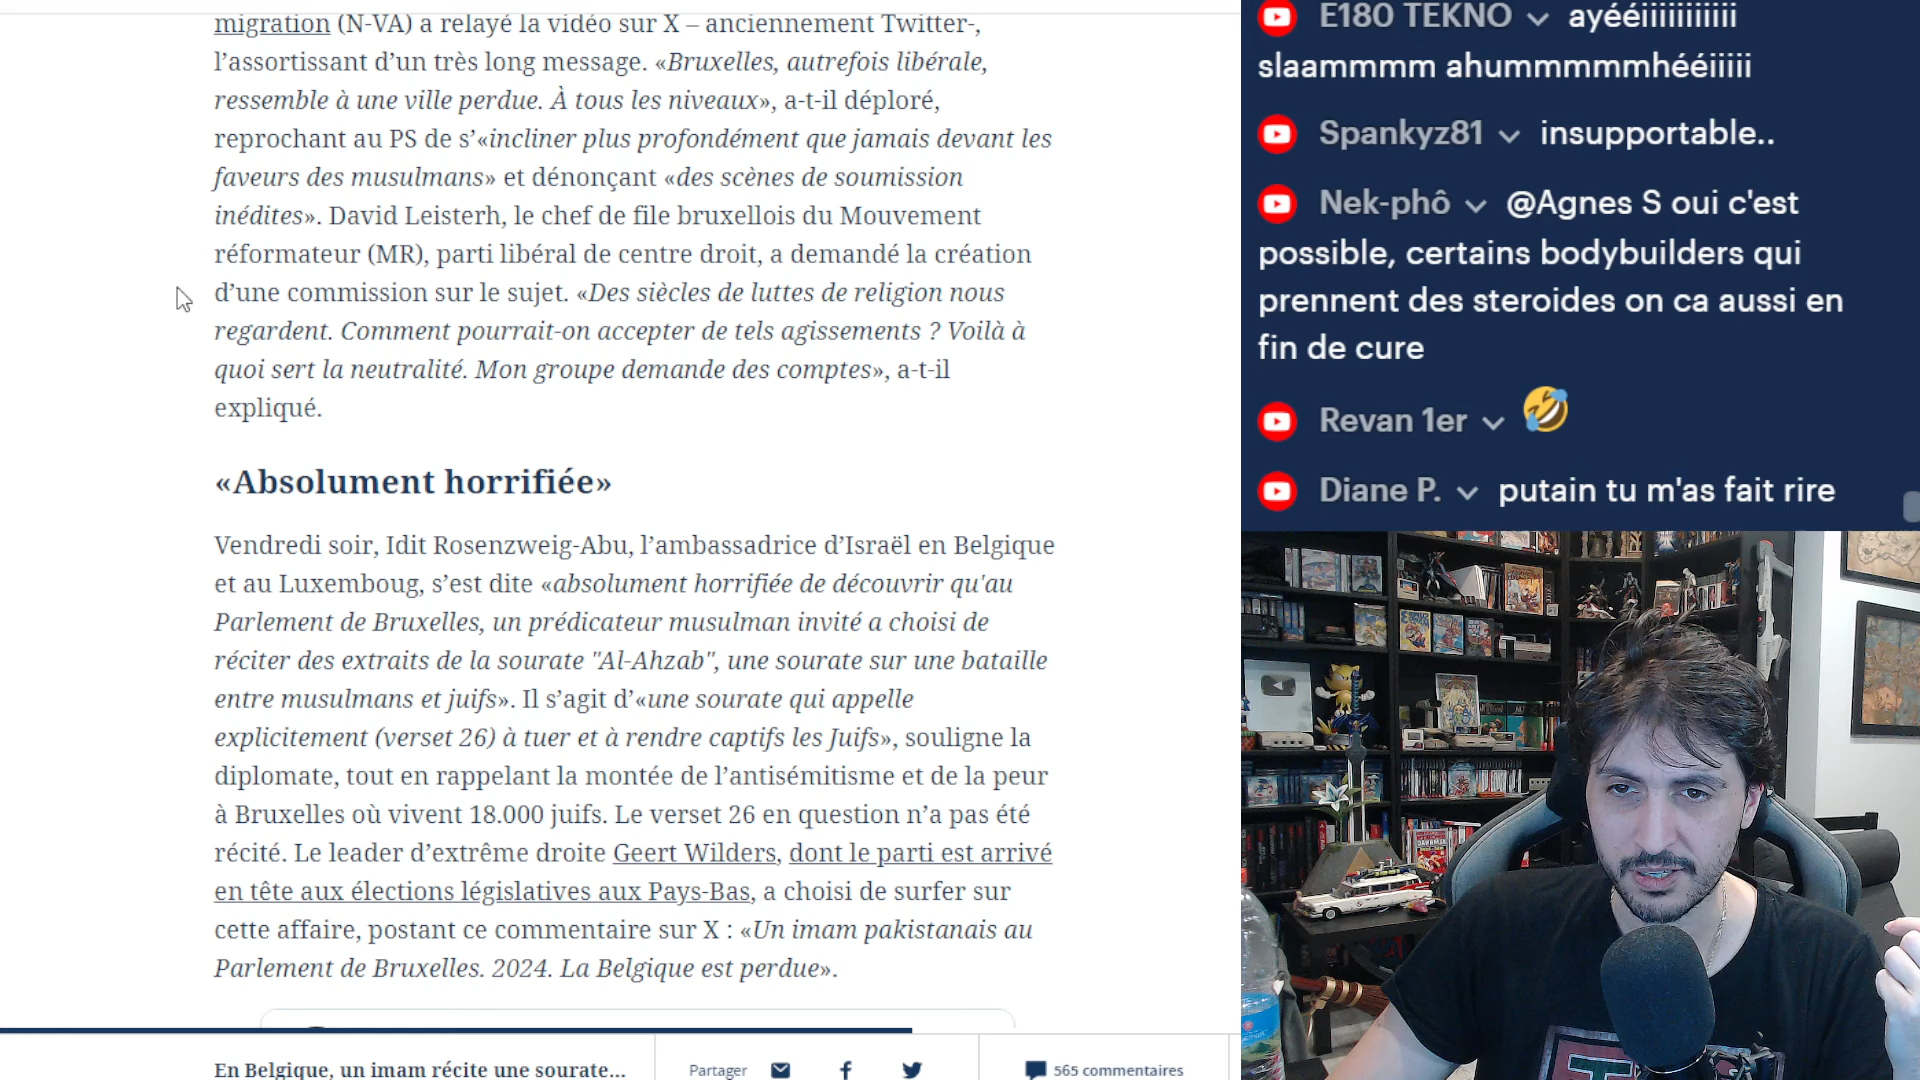 migration (N-VA) a relayé la vidéo sur X – anciennement Twitter-,
l’assortissant d’un très long message. «Bruxelles, autrefois libérale,
ressemble à une ville perdue. À tous les niveaux», a-t-il déploré,
reprochant au PS de s’«incliner plus profondément que jamais devant les
faveurs des musulmans» et dénonçant «des scènes de soumission
inédites». David Leisterh, le chef de file bruxellois du Mouvement
réformateur (MR), parti libéral de centre droit, a demandé la création
d’une commission sur le sujet. «Des siècles de luttes de religion nous
regardent. Comment pourrait-on accepter de tels agissements ? Voilà à
quoi sert la neutralité. Mon groupe demande des comptes», a-t-il
expliqué.
«Absolument horrifiée»
Vendredi soir, Idit Rosenzweig-Abu, l’ambassadrice d’Israël en Belgique
et au Luxemboug, s’est dite «absolument horrifiée de découvrir qu'au
Parlement de Bruxelles, un prédicateur musulman invité a choisi de
réciter des extraits de la sourate "Al-Ahzab", une sourate sur une bataille
entre musulmans et juifs». Il s’agit d’«une sourate qui appelle
explicitement (verset 26) à tuer et à rendre captifs les Juifs», souligne la
diplomate, tout en rappelant la montée de l’antisémitisme et de la peur
à Bruxelles où vivent 18.000 juifs. Le verset 26 en question n’a pas été
récité. Le leader d’extrême droite Geert Wilders, dont le parti est arrivé
en tête aux élections législatives aux Pays-Bas, a choisi de surfer sur
cette affaire, postant ce commentaire sur X : «Un imam pakistanais au
Parlement de Bruxelles. 2024. La Belgique est perdue».
En Belgique, un imam récite une sourate...
Partager
565 commentaires
E180 TEKNO ayééiiiiiiiiiii
slaammmm ahummmmmhééiiiii
Spankyz81 insupportable..
Nek-phô @Agnes S oui c'est
possible, certains bodybuilders qui
prennent des steroides on ca aussi en
fin de cure
Revan 1er 🤣
Diane P. putain tu m'as fait rire